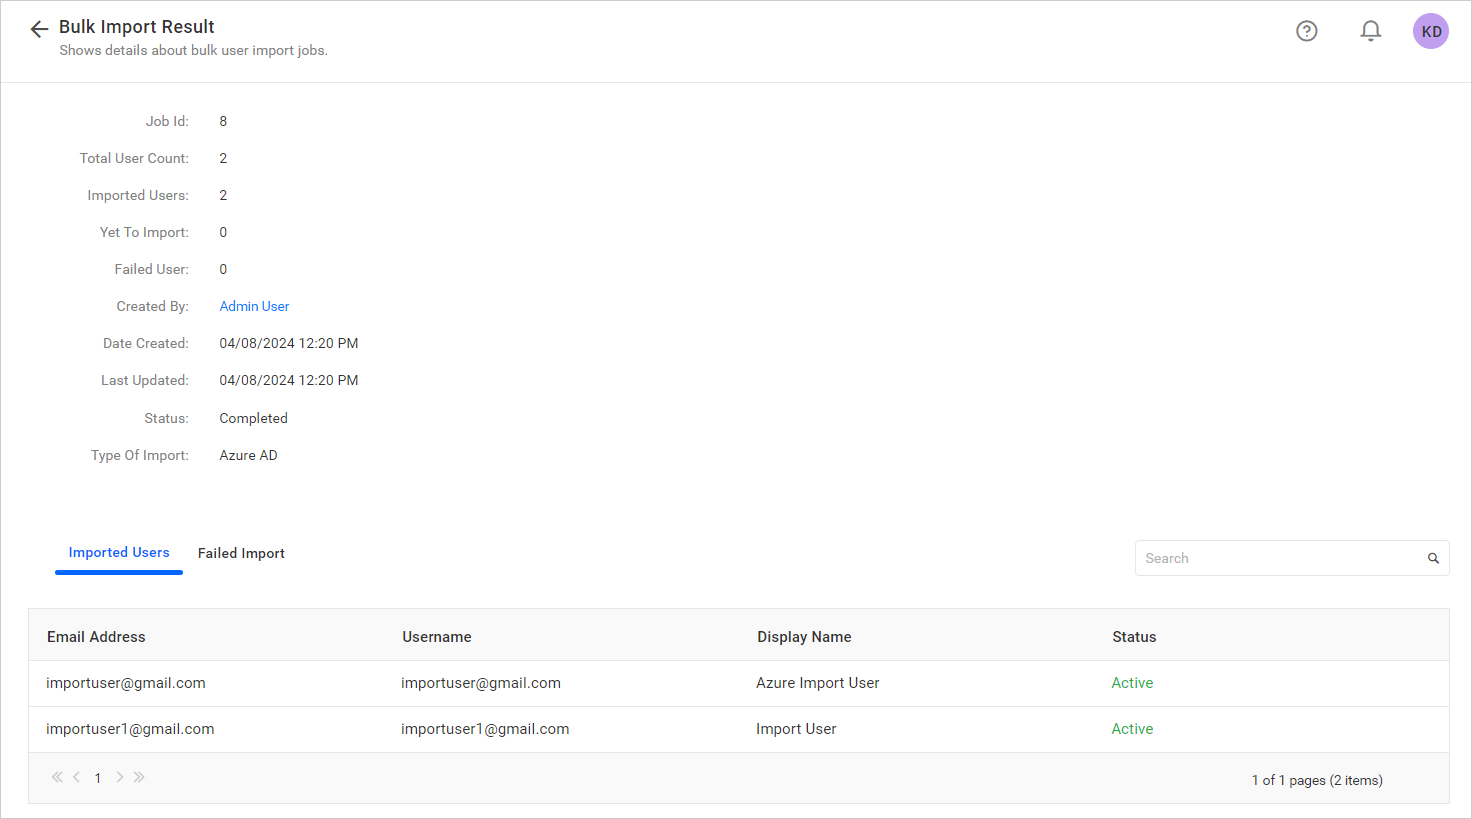 Bulk Import Result
KD
Shows details about bulk user import jobs.
Job Id: 8
Total User Count: 2
Imported Users: 2
Yet To Import: 0
Failed User: 0
Created By: Admin User
Date Created: 04/08/2024 12:20 PM
Last Updated: 04/08/2024 12:20 PM
Status: Completed
Type Of Import: Azure AD
Imported Users Failed Import Search
Email Address Username Display Name Status
importuser@gmail.com importuser@gmail.com Azure Import User Active
importuser1@gmail.com importuser1@gmail.com Import User Active
1 1 of 1 pages (2 items)